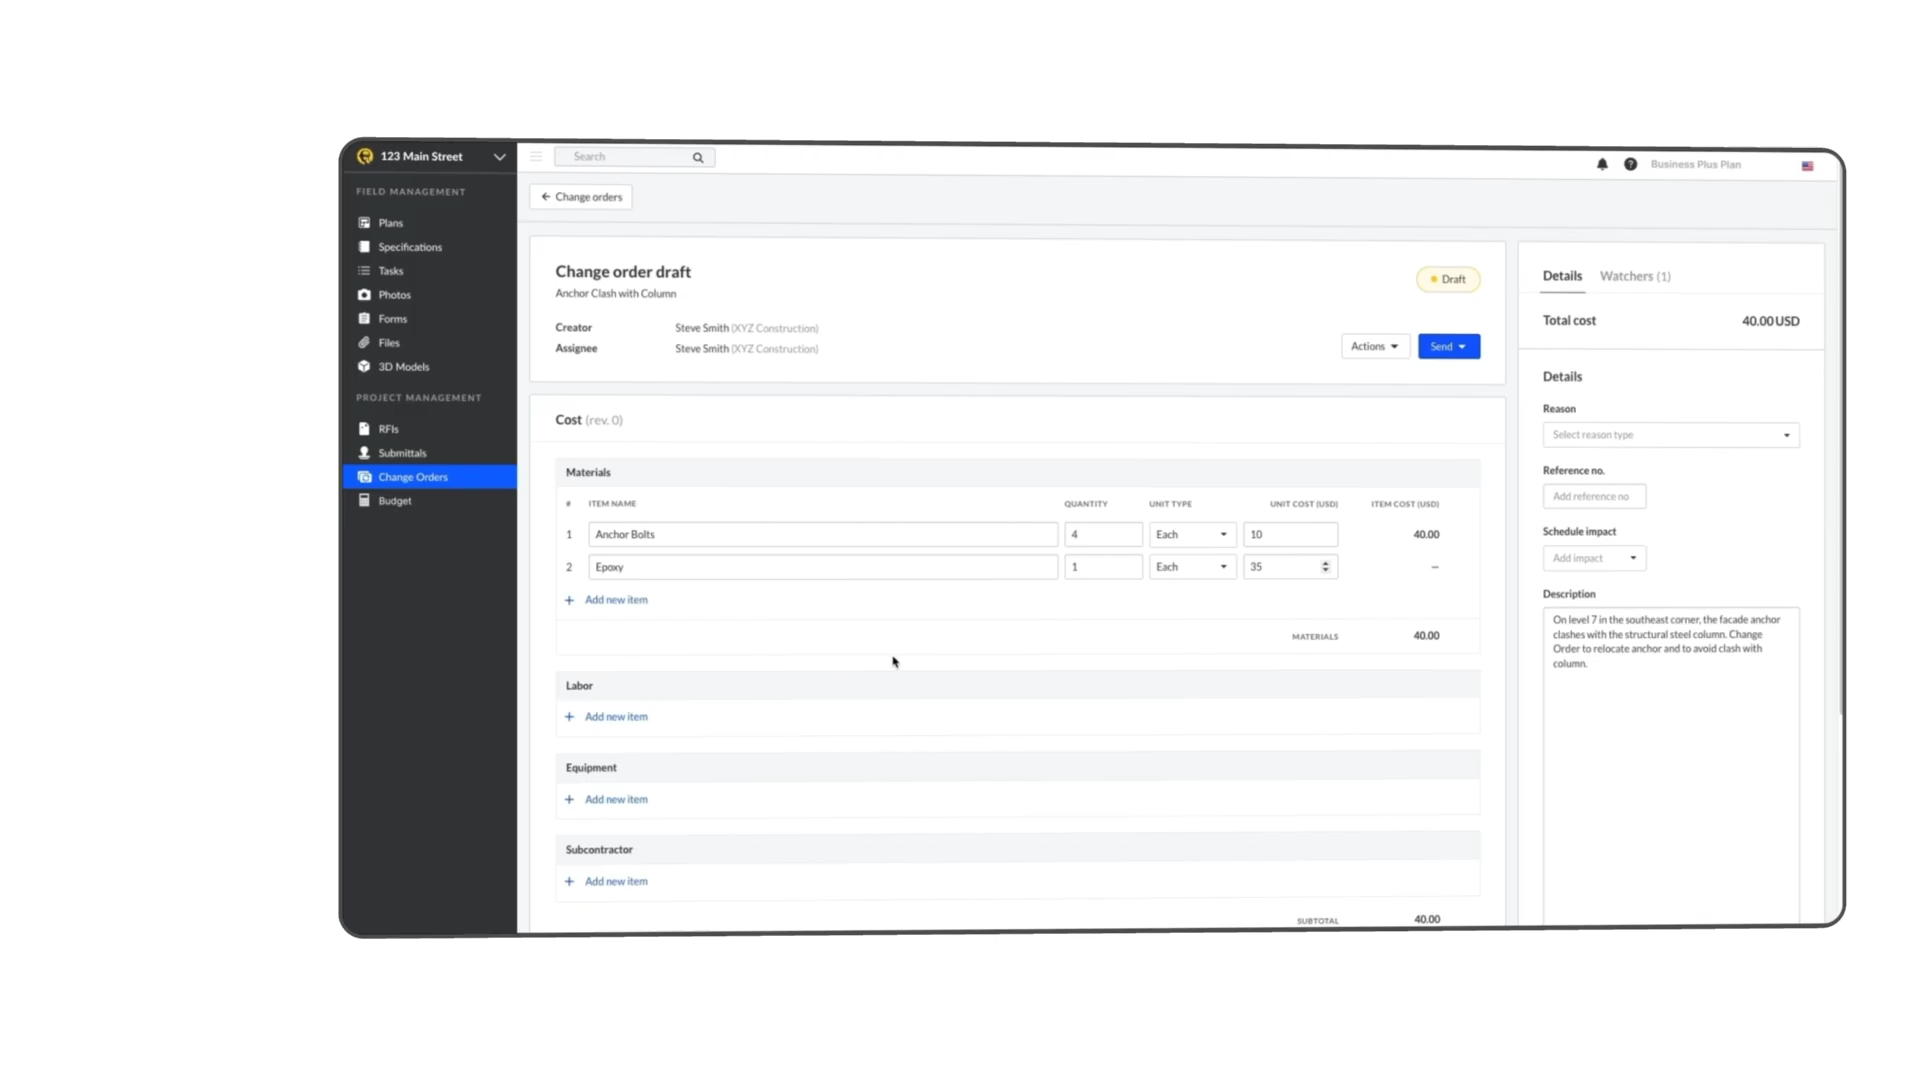 123 Main Street
Search
Business Plus Plan
FIELD MANAGEMENT
Plans
Specifications
Tasks
Photos
Forms
Files
3D Models
PROJECT MANAGEMENT
RFIs
Submittals
Change Orders
Budget
Change orders
Change order draft
Draft
Anchor Clash with Column
Creator Steve Smith (XYZ Construction)
Assignee Steve Smith (XYZ Construction)
Actions Send
Cost (rev. 0)
Materials
# ITEM NAME QUANTITY UNIT TYPE UNIT COST (USD) ITEM COST (USD)
1 Anchor Bolts 4 Each 10 40.00
2 Epoxy 1 Each 35 –
+ Add new item
MATERIALS 40.00
Labor
+ Add new item
Equipment
+ Add new item
Subcontractor
+ Add new item
SUBTOTAL 40.00
Details Watchers (1)
Total cost 40.00 USD
Details
Reason
Select reason type
Reference no.
Add reference no
Schedule impact
Add impact
Description
On level 7 in the southeast corner, the facade anchor
clashes with the structural steel column. Change
Order to relocate anchor and to avoid clash with
column.